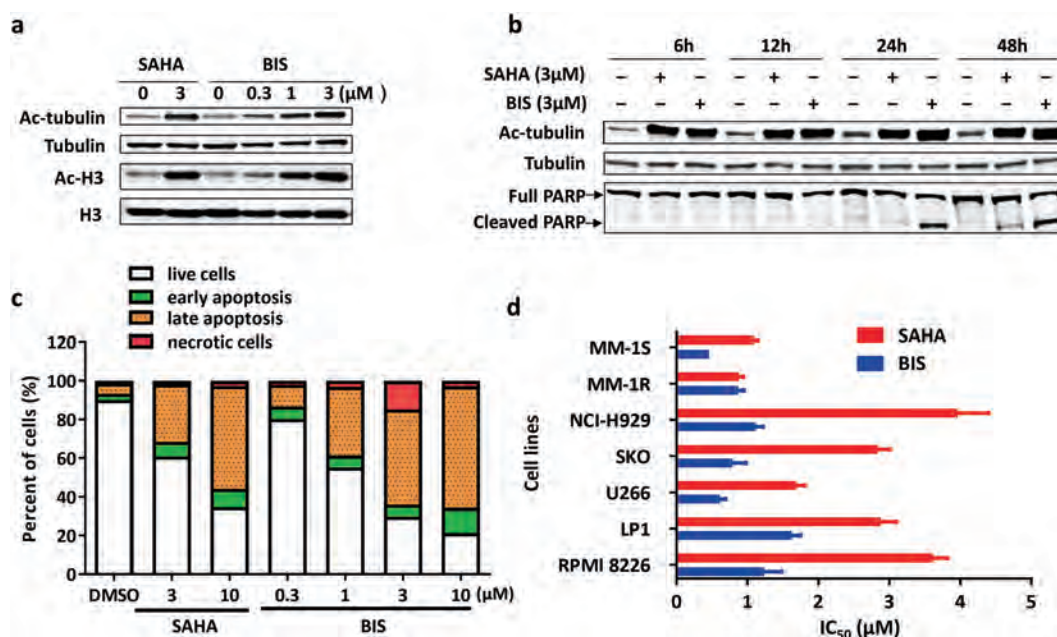 a
SAHA BIS
0 3 0 0.3 1 3 (μM )
Ac-tubulin
Tubulin
Ac-H3
H3
b
6h 12h 24h 48h
SAHA (3μM) – + – – + – – + – – + –
BIS (3μM) – – + – – + – – + – – +
Ac-tubulin
Tubulin
Full PARP
Cleaved PARP
c
live cells
early apoptosis
late apoptosis
necrotic cells
Percent of cells (%)
120
100
80
60
40
20
0
DMSO 3 10 0.3 1 3 10 (μM)
SAHA BIS
d
SAHA
BIS
Cell lines
MM-1S
MM-1R
NCI-H929
SKO
U266
LP1
RPMI 8226
0 1 2 3 4 5
IC50 (μM)